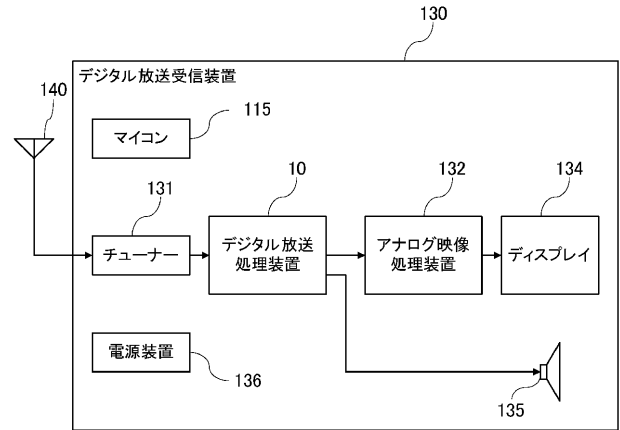 130
デジタル放送受信装置
140
115
マイコン
131
10
132
134
チューナー
デジタル放送
処理装置
アナログ映像
処理装置
ディスプレイ
電源装置
136
135